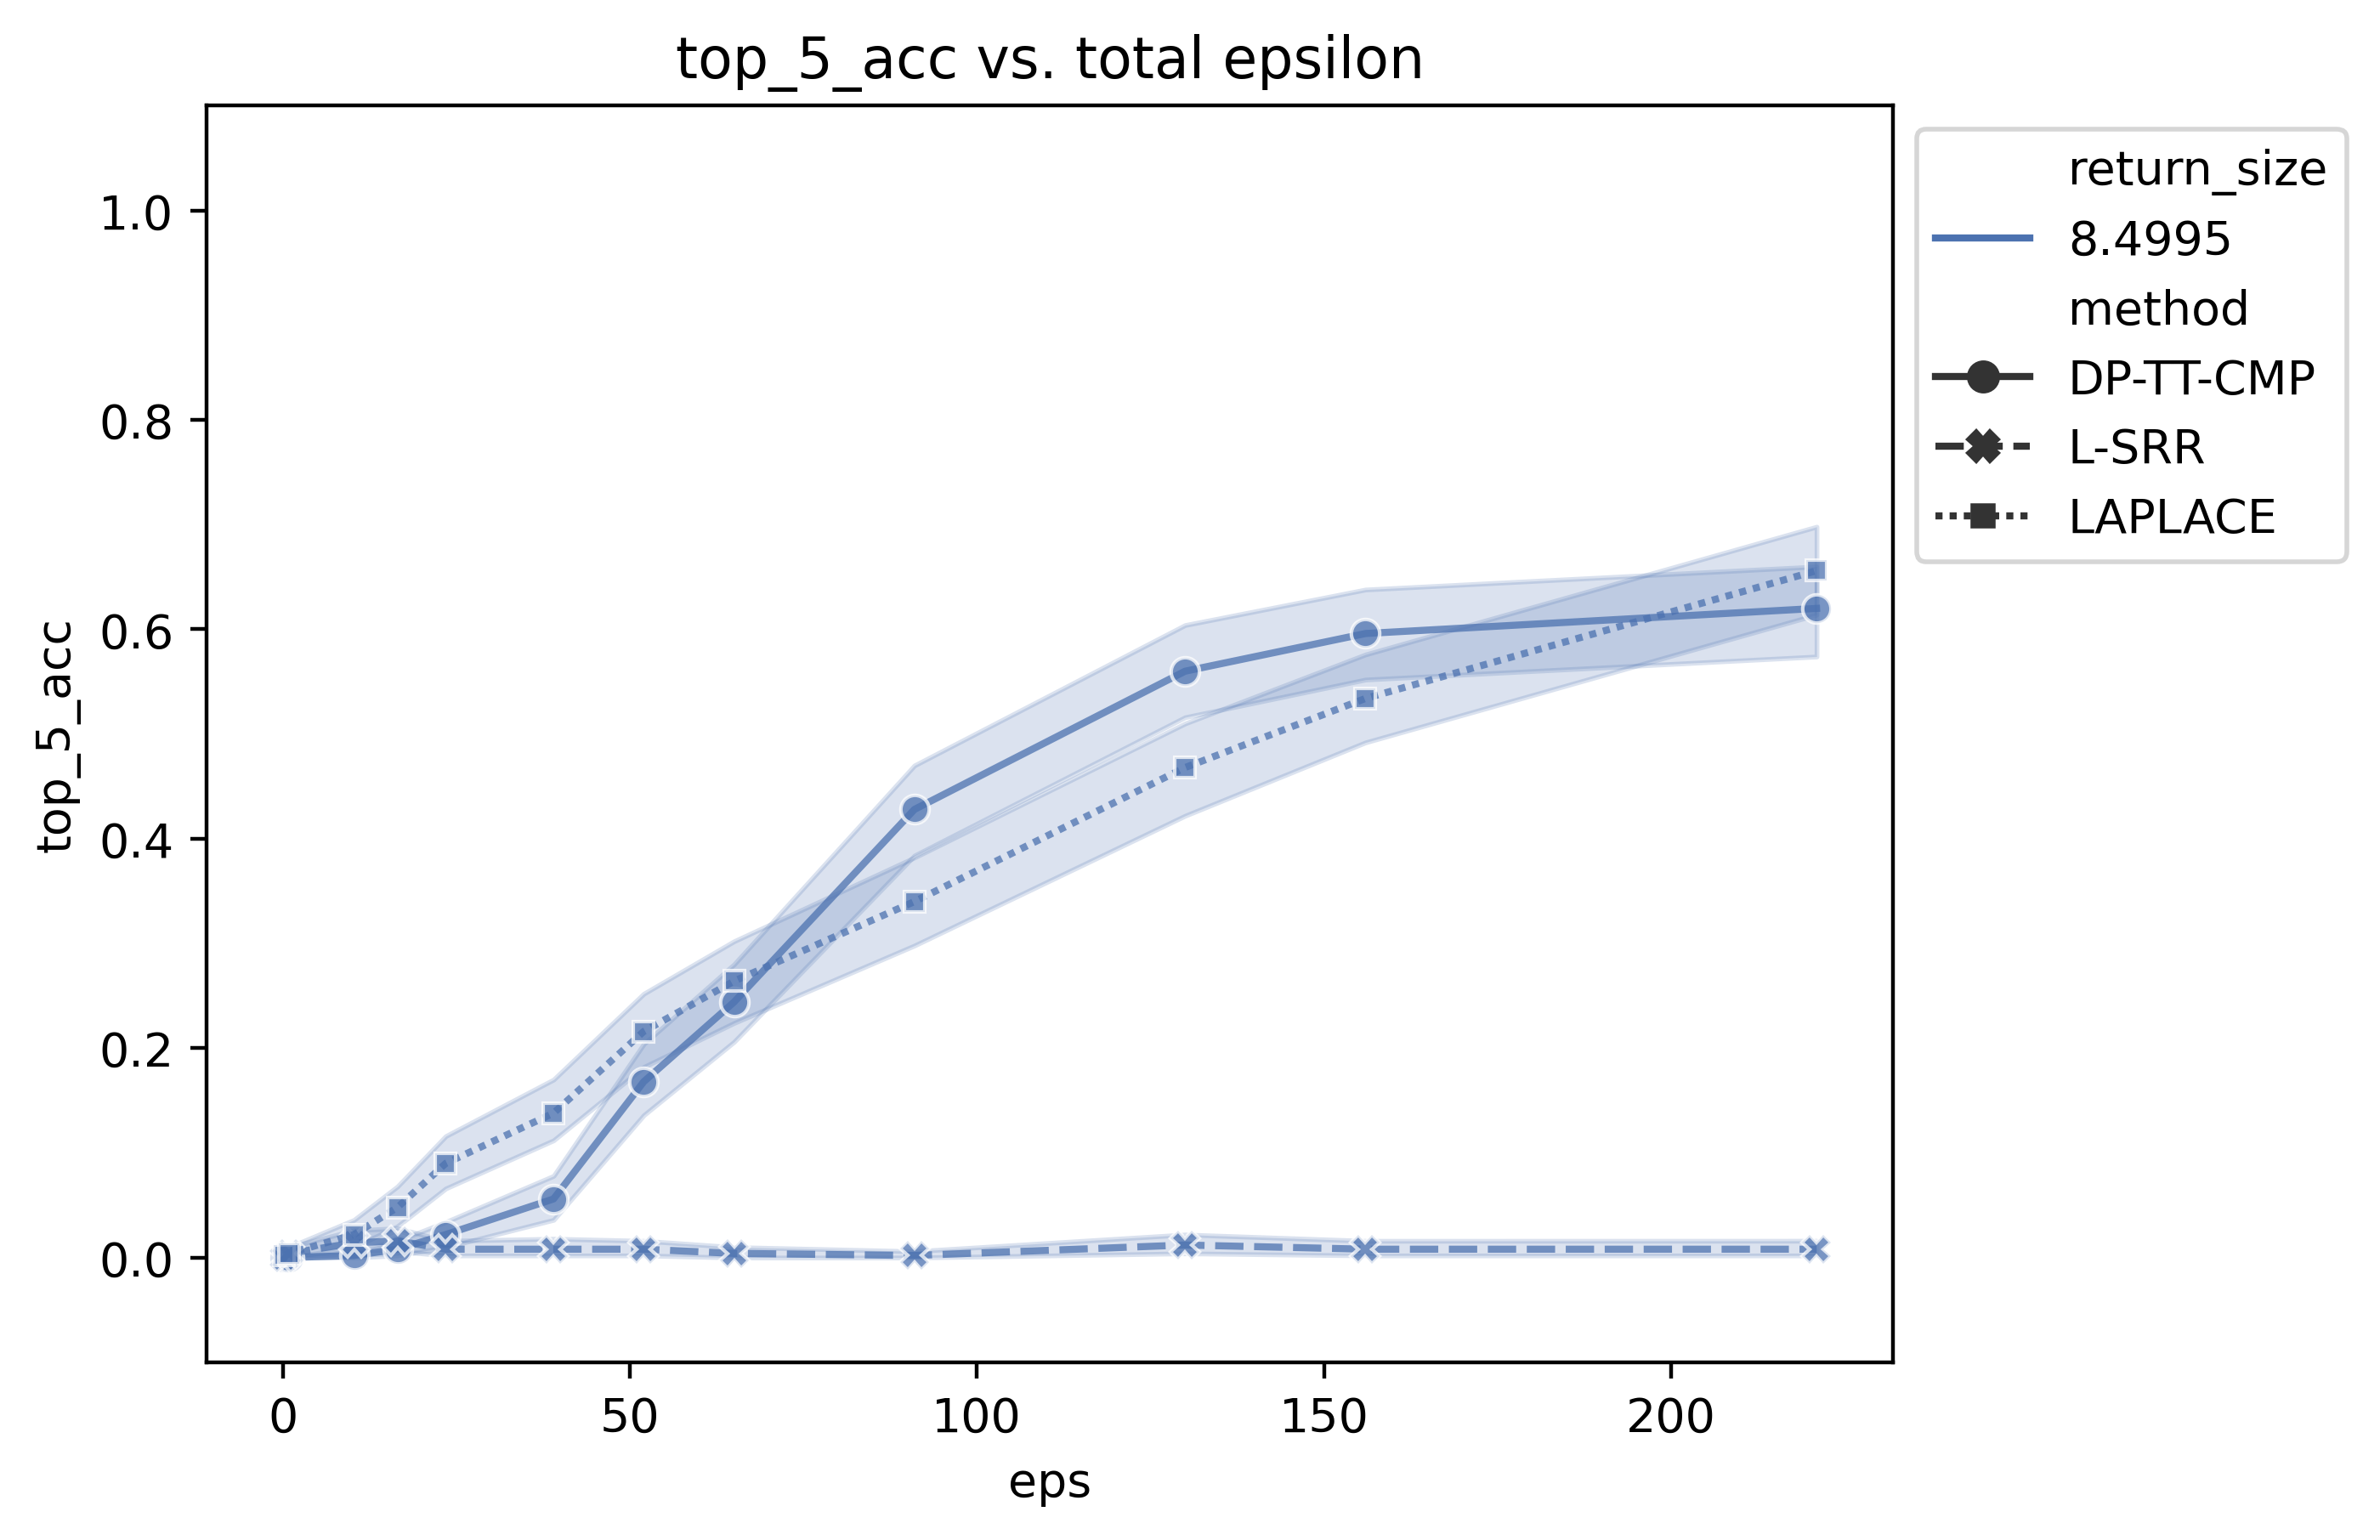 top_5_acc vs. total epsilon
top_5_acc
1.0
0.8
0.6
0.4
0.2
0.0
0 50 100 150 200
eps
return_size
8.4995
method
DP-TT-CMP
L-SRR
LAPLACE